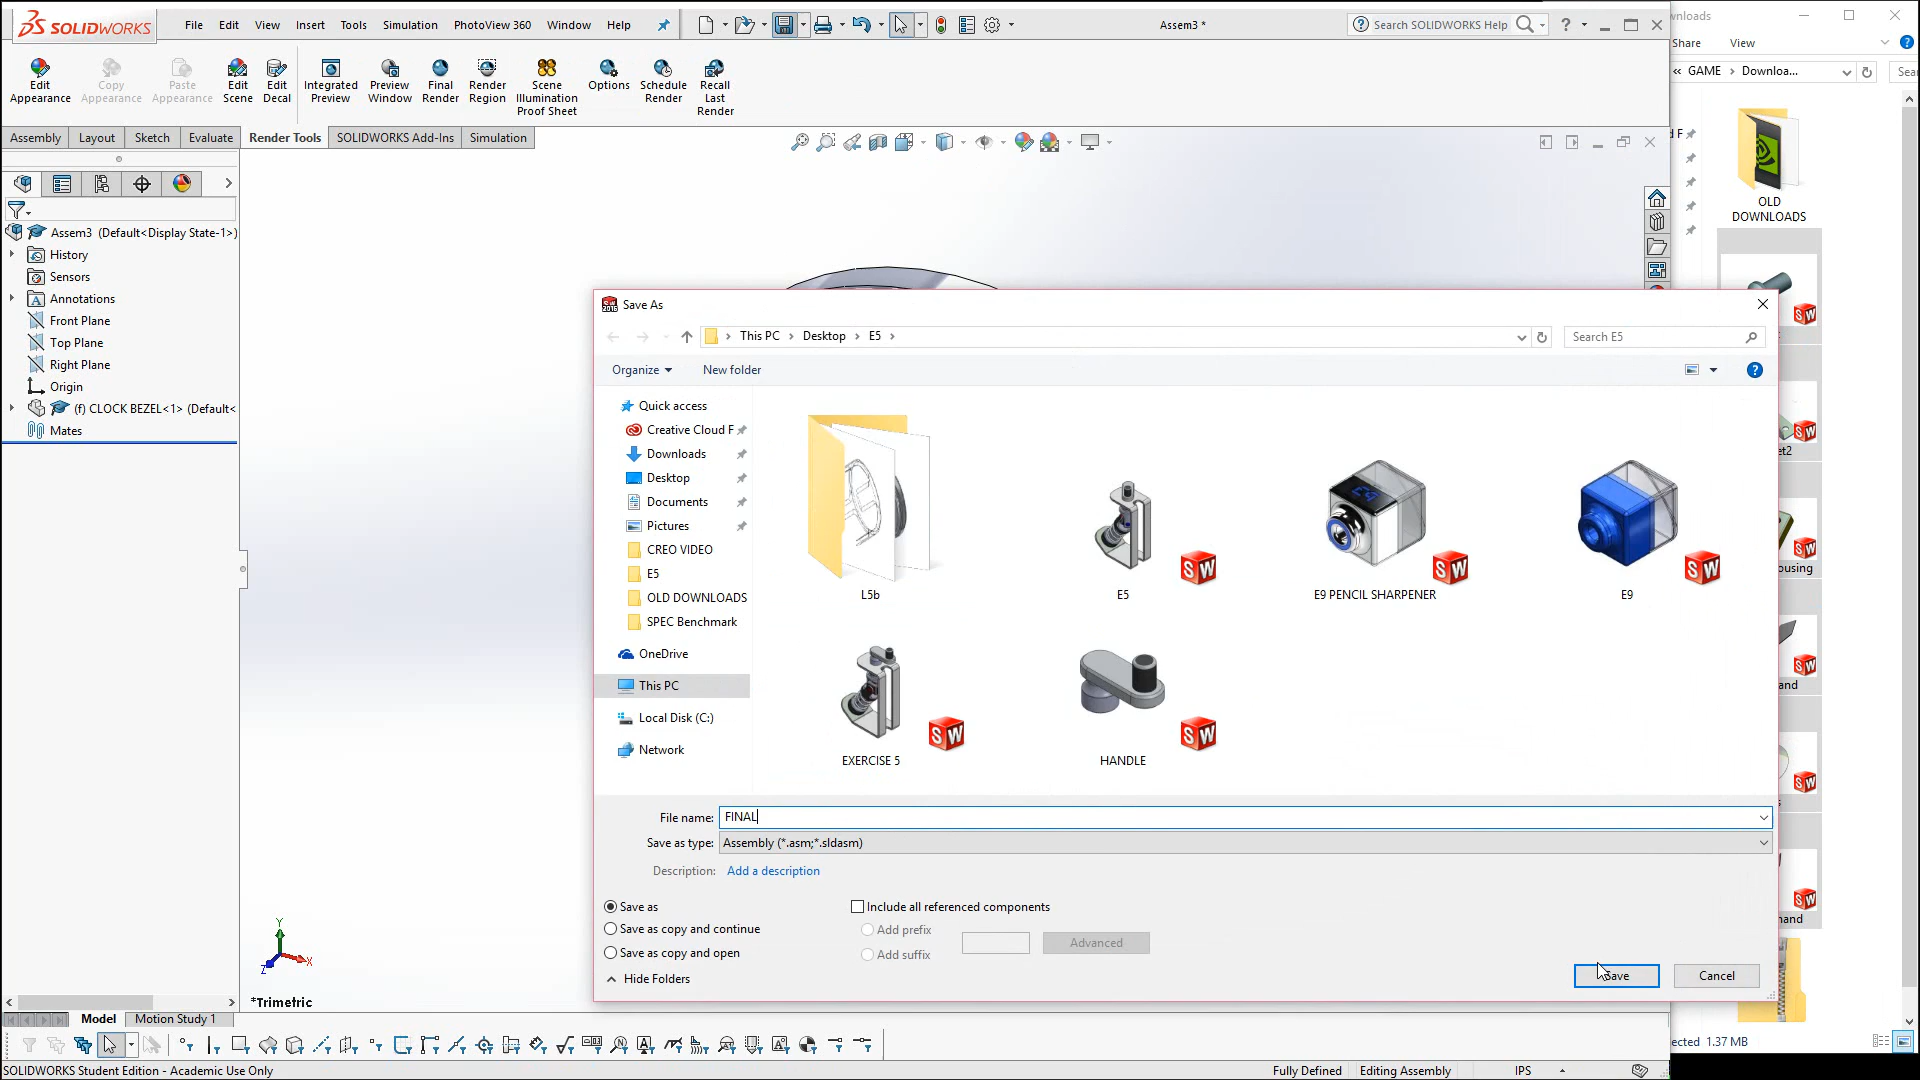 SOLIDWORKS File Edit View Insert Tools Simulation PhotoView 360 Window Help Assem3 * Search SOLIDWORKS Help
wnloads
Share View
« GAME › Downloa...
Edit Appearance
Copy Appearance
Paste Appearance
Edit Scene
Edit Decal
Integrated Preview
Preview Window
Final Render
Render Region
Scene Illumination Proof Sheet
Options
Schedule Render
Recall Last Render
Assembly Layout Sketch Evaluate Render Tools SOLIDWORKS Add-Ins Simulation
Assem3 (Default<Display State-1>)
History
Sensors
Annotations
Front Plane
Top Plane
Right Plane
Origin
(f) CLOCK BEZEL<1> (Default<
Mates
OLD
DOWNLOADS
Save As
This PC › Desktop › E5 › Search E5
Organize New folder
Quick access
Creative Cloud F
Downloads
Desktop
Documents
Pictures
CREO VIDEO
E5
OLD DOWNLOADS
SPEC Benchmark
OneDrive
This PC
Local Disk (C:)
Network
L5b E5 E9 PENCIL SHARPENER E9
EXERCISE 5 HANDLE
File name: FINAL
Save as type: Assembly (*.asm;*.sldasm)
Description: Add a description
Save as
Save as copy and continue
Save as copy and open
Include all referenced components
Add prefix
Add suffix
Advanced
Hide Folders
Save Cancel
et2
ousing
and
hand
Y
X
Z
*Trimetric
Model Motion Study 1
ected 1.37 MB
SOLIDWORKS Student Edition - Academic Use Only Fully Defined Editing Assembly IPS